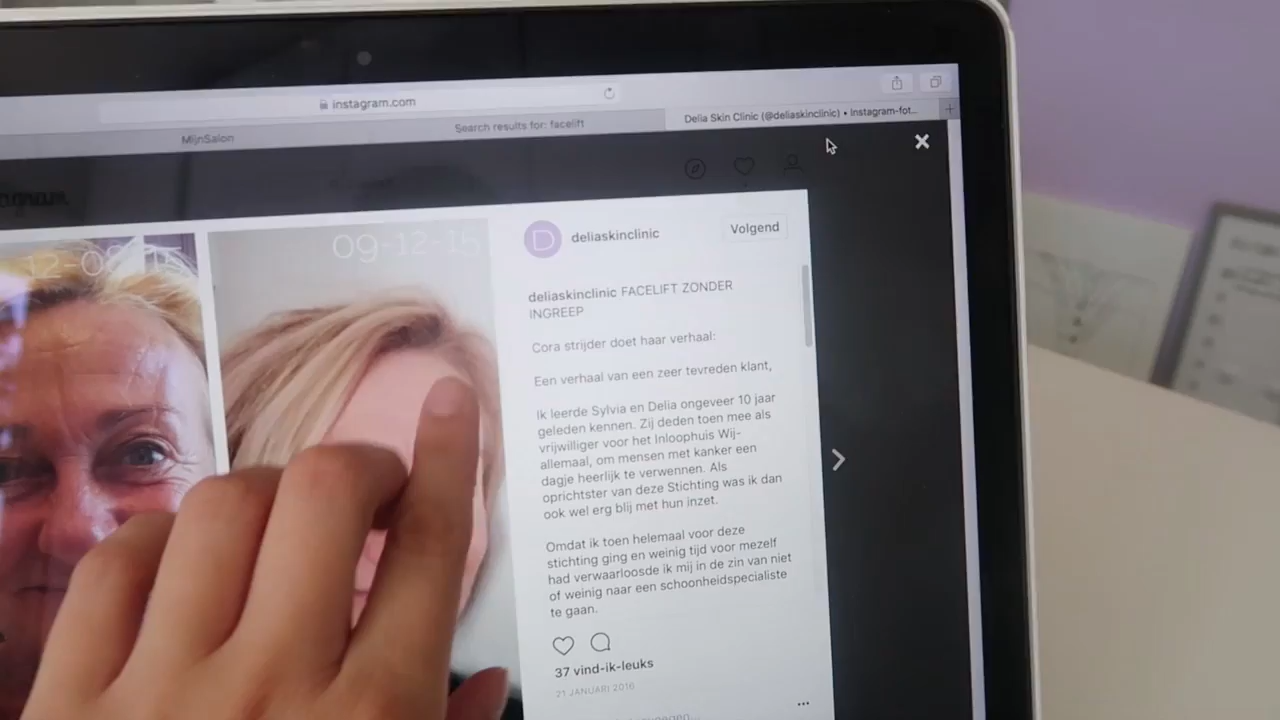 instagram.com
MijnSalon
Search results for: facelift
Delia Skin Clinic (@deliaskinclinic) • Instagram-fot...
09-12-15
D
deliaskinclinic
Volgend
deliaskinclinic FACELIFT ZONDER
INGREEP
Cora strijder doet haar verhaal:
Een verhaal van een zeer tevreden klant,
Ik leerde Sylvia en Delia ongeveer 10 jaar
geleden kennen. Zij deden toen mee als
vrijwilliger voor het Inloophuis Wij-
allemaal, om mensen met kanker een
dagje heerlijk te verwennen. Als
oprichtster van deze Stichting was ik dan
ook wel erg blij met hun inzet.
Omdat ik toen helemaal voor deze
stichting ging en weinig tijd voor mezelf
had verwaarloosde ik mij in de zin van niet
of weinig naar een schoonheidspecialiste
te gaan.
37 vind-ik-leuks
21 JANUARI 2016